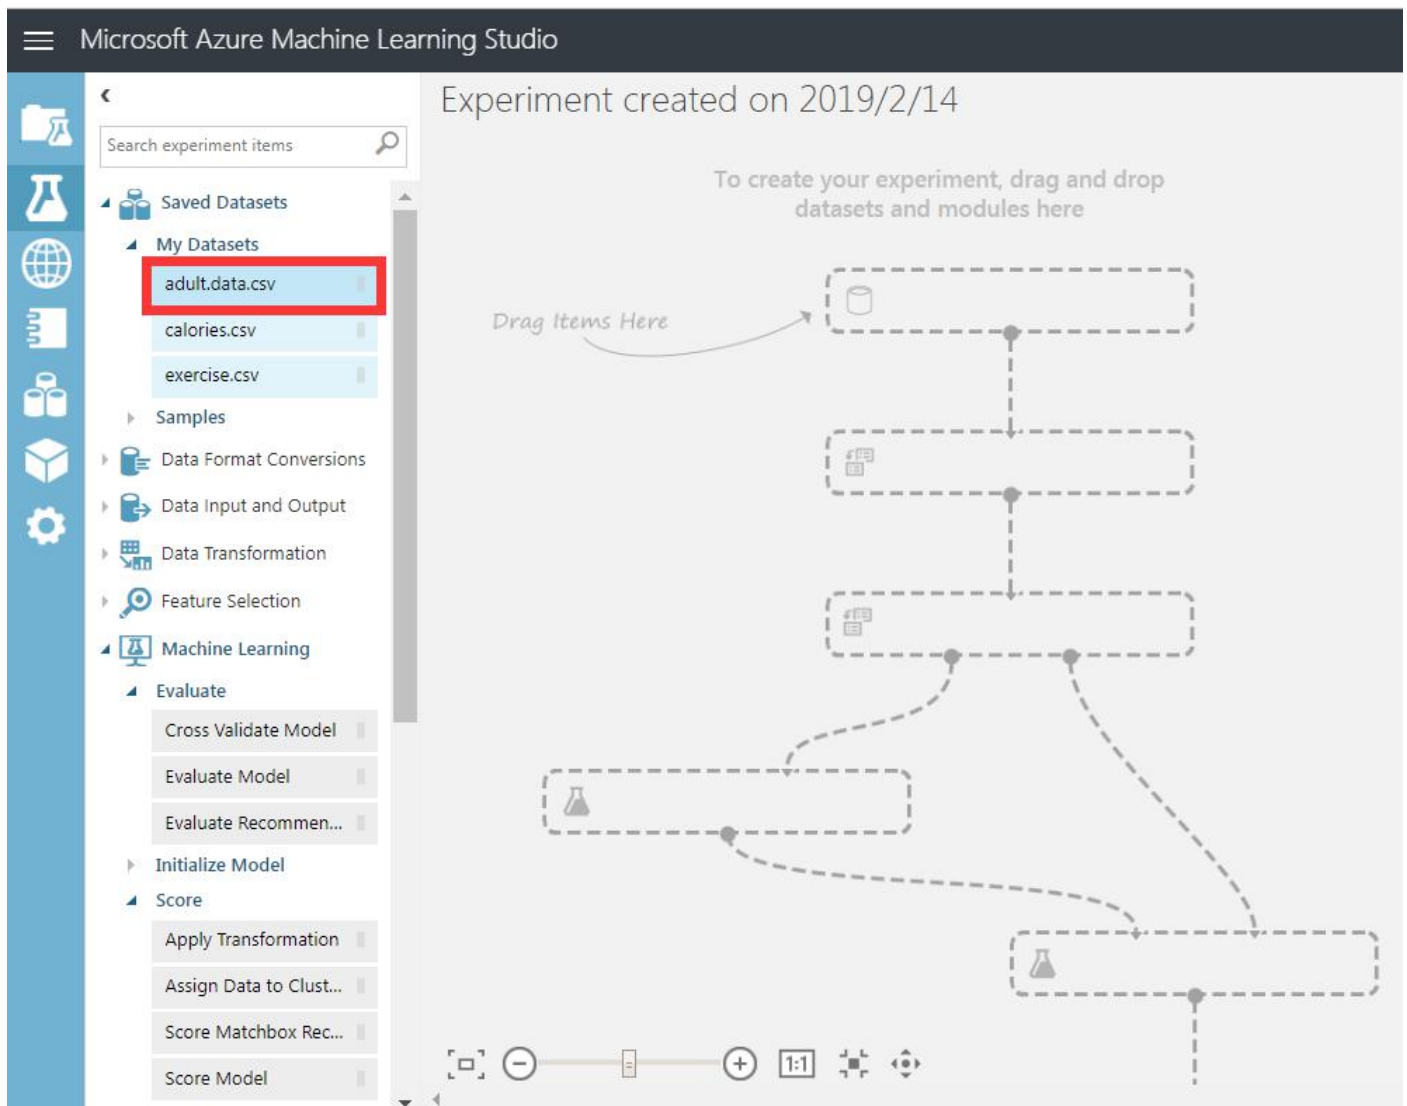 Microsoft Azure Machine Learning Studio
Experiment created on 2019/2/14
Search experiment items
Saved Datasets
My Datasets
adult.data.csv
calories.csv
exercise.csv
Samples
Data Format Conversions
Data Input and Output
Data Transformation
Feature Selection
Machine Learning
Evaluate
Cross Validate Model
Evaluate Model
Evaluate Recommen...
Initialize Model
Score
Apply Transformation
Assign Data to Clust...
Score Matchbox Rec...
Score Model
To create your experiment, drag and drop
datasets and modules here
Drag Items Here
1:1